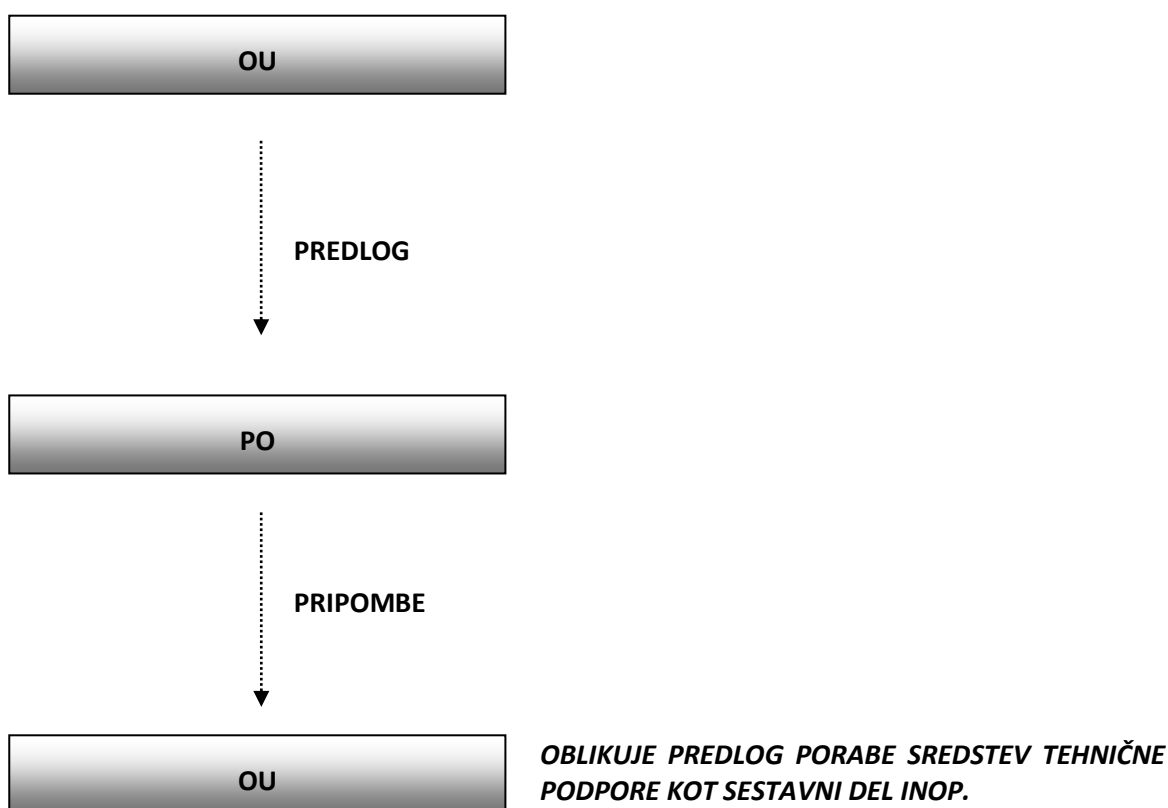 OU
PREDLOG
PO
PRIPOMBE
OU
OBLIKUJE PREDLOG PORABE SREDSTEV TEHNIČNE
PODPORE KOT SESTAVNI DEL INOP.